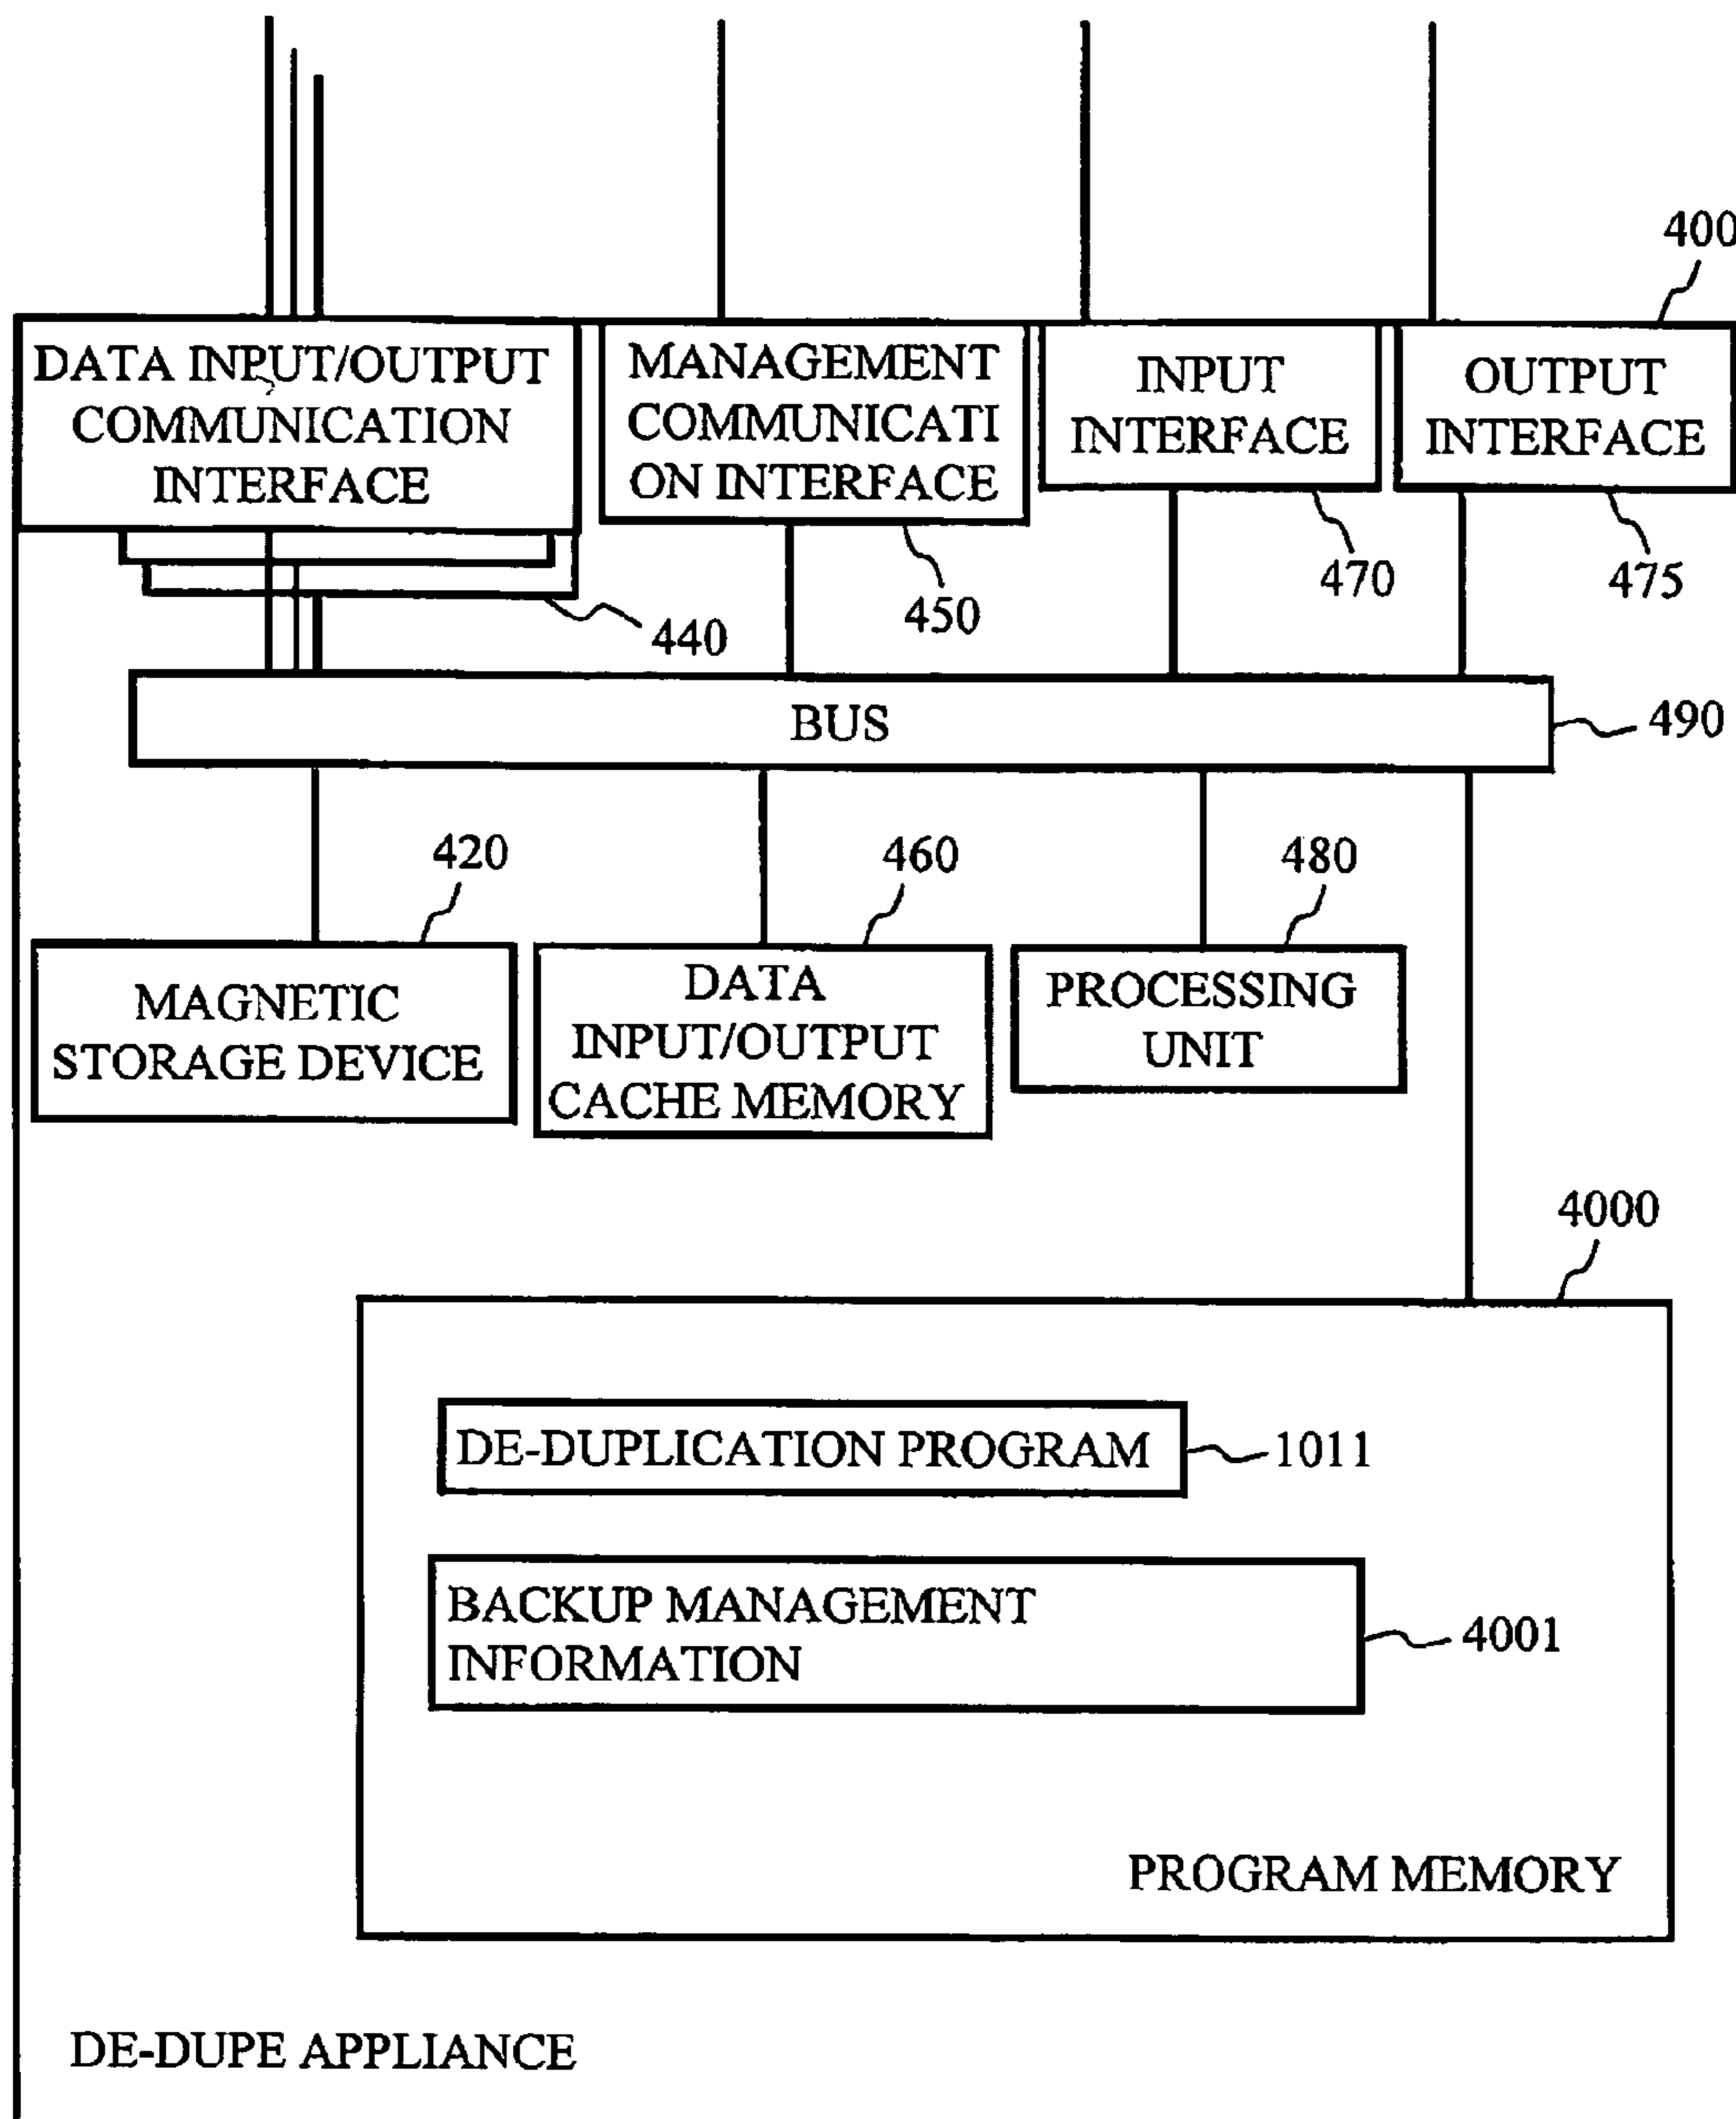 400
DATA INPUT/OUTPUT
COMMUNICATION
INTERFACE
MANAGEMENT
COMMUNICATI
ON INTERFACE
INPUT
INTERFACE
OUTPUT
INTERFACE
440
450
470
475
BUS
490
420
460
480
MAGNETIC
STORAGE DEVICE
DATA
INPUT/OUTPUT
CACHE MEMORY
PROCESSING
UNIT
4000
DE-DUPLICATION PROGRAM
1011
BACKUP MANAGEMENT
INFORMATION
4001
PROGRAM MEMORY
DE-DUPE APPLIANCE